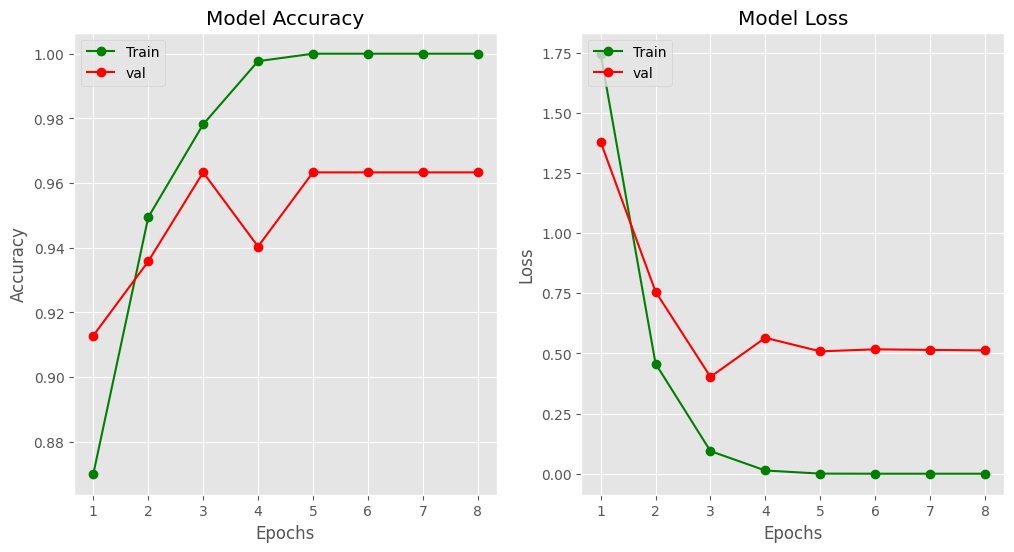 Model Accuracy
Train
val
1.00
0.98
0.96
0.94
0.92
0.90
0.88
Accuracy
1 2 3 4 5 6 7 8
Epochs
Model Loss
Train
val
1.75
1.50
1.25
1.00
0.75
0.50
0.25
0.00
Loss
1 2 3 4 5 6 7 8
Epochs